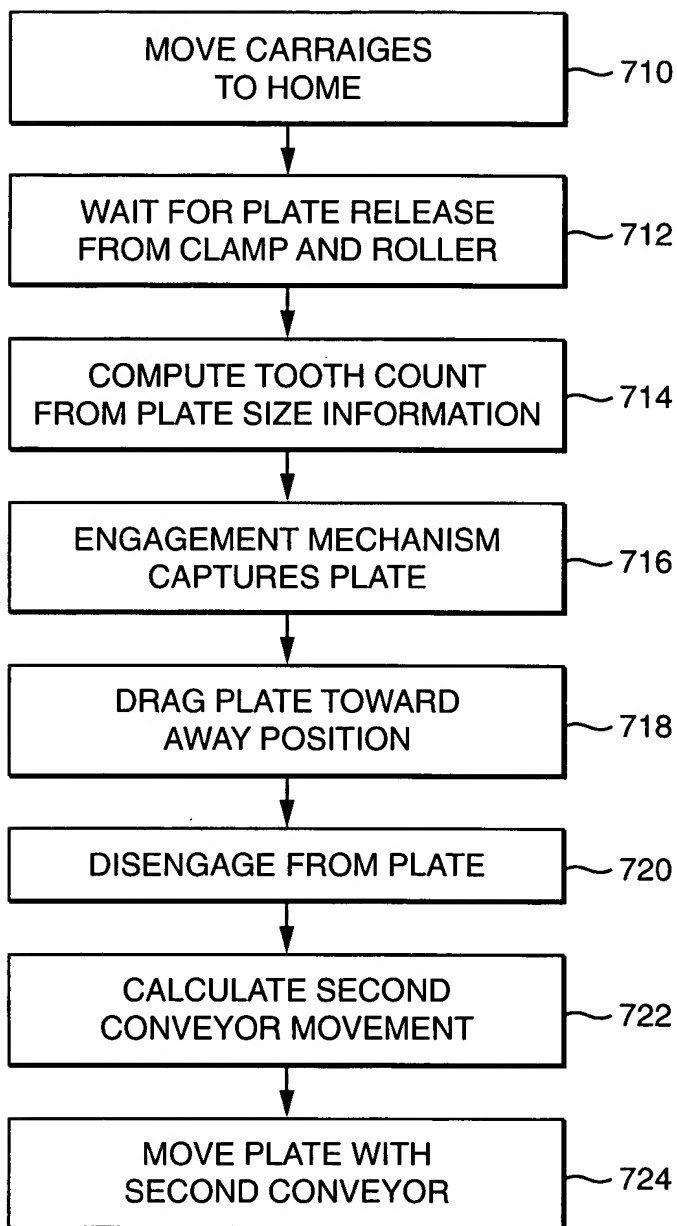 MOVE CARRAIGES
TO HOME
710
WAIT FOR PLATE RELEASE
FROM CLAMP AND ROLLER
712
COMPUTE TOOTH COUNT
FROM PLATE SIZE INFORMATION
714
ENGAGEMENT MECHANISM
CAPTURES PLATE
716
DRAG PLATE TOWARD
AWAY POSITION
718
DISENGAGE FROM PLATE
720
CALCULATE SECOND
CONVEYOR MOVEMENT
722
MOVE PLATE WITH
SECOND CONVEYOR
724